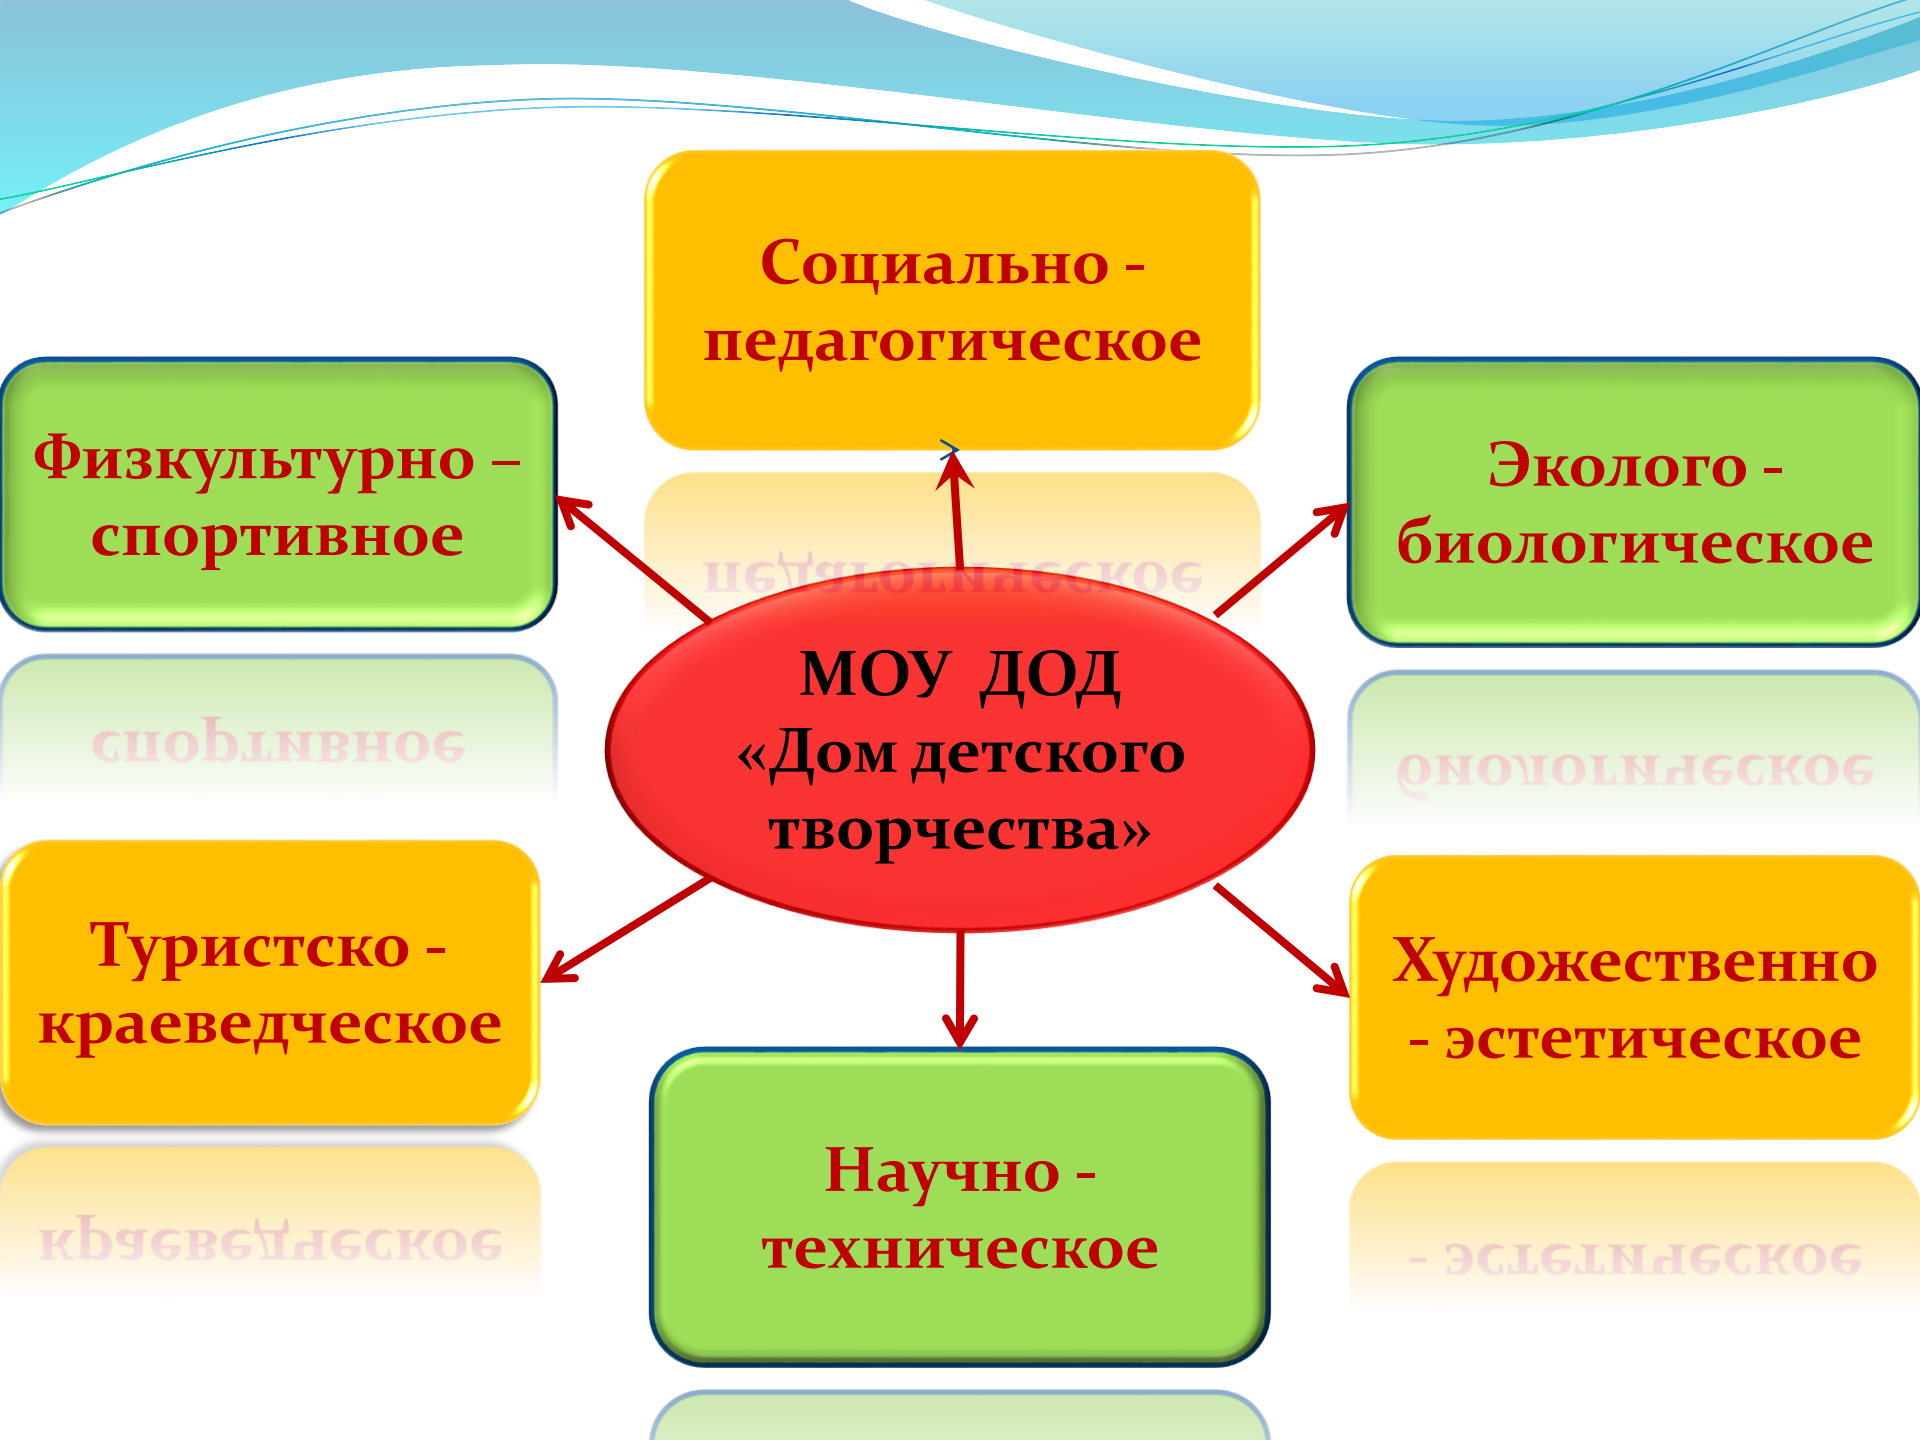 Социально -
педагогическое
Физкультурно –
спортивное
Эколого -
биологическое
МОУ  ДОД
«Дом детского
творчества»
Туристско -
краеведческое
Художественно
- эстетическое
Научно -
техническое